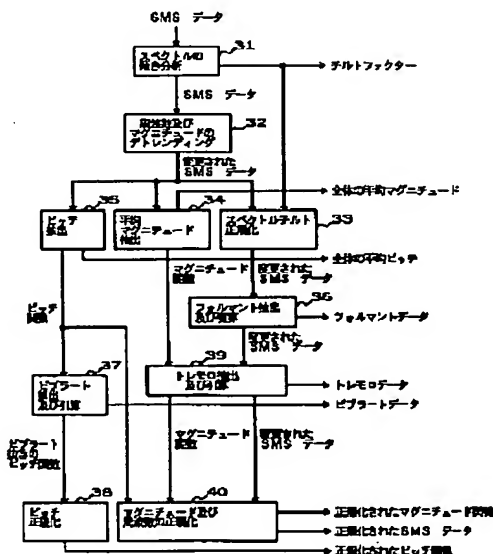 SMS データ
31
スペクトルの
傾き分析
チルトファクター
SMS データ
32
周波数及び
マグニチュードの
デトレンディング
変更された
SMS データ
全体の平均マグニチュード
35
34
33
ピッチ
抽出
平均
マグニチュード
抽出
スペクトルチルト
正規化
全体の平均ピッチ
マグニチュード
関数
変更された
SMS データ
36
ピッチ
関数
フォルマント抽出
及び
フォルマントデータ
変更された
SMS データ
39
37
トレモロ抽出
及び引算
トレモロデータ
ビブラート
抽出
及び引算
ビブラートデータ
ビブラート
ピッチ関数
マグニチュード
関数
変更された
SMS データ
38
40
ピッチ
正規化
マグニチュード及び
周波数の正規化
正規化されたマグニチュード関数
正規化されたSMS データ
正規化されたピッチ関数